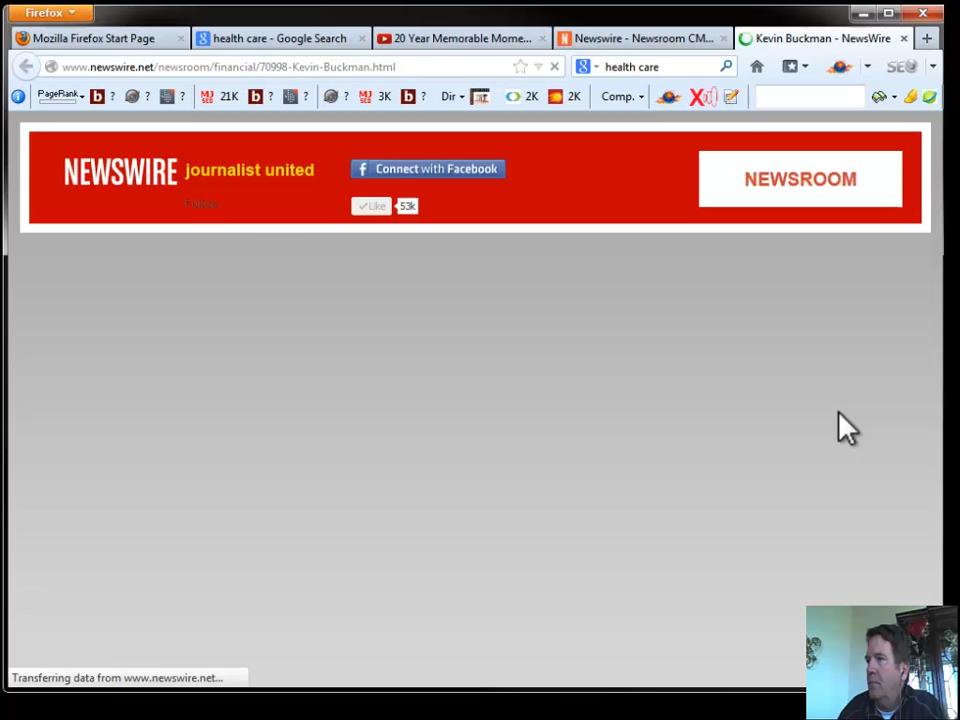 Firefox
Mozilla Firefox Start Page
health care - Google Search
20 Year Memorable Mome...
Newswire - Newsroom CM...
Kevin Buckman - NewsWire
www.newswire.net/newsroom/financial/70998-Kevin-Buckman.html
health care
SEO
PageRank
b ?
?
?
21K
b ?
?
?
3K
b ?
Dir
2K
2K
Comp.
NEWSWIRE journalist united
Connect with Facebook
NEWSROOM
Follow
Like
53k
Transferring data from www.newswire.net...